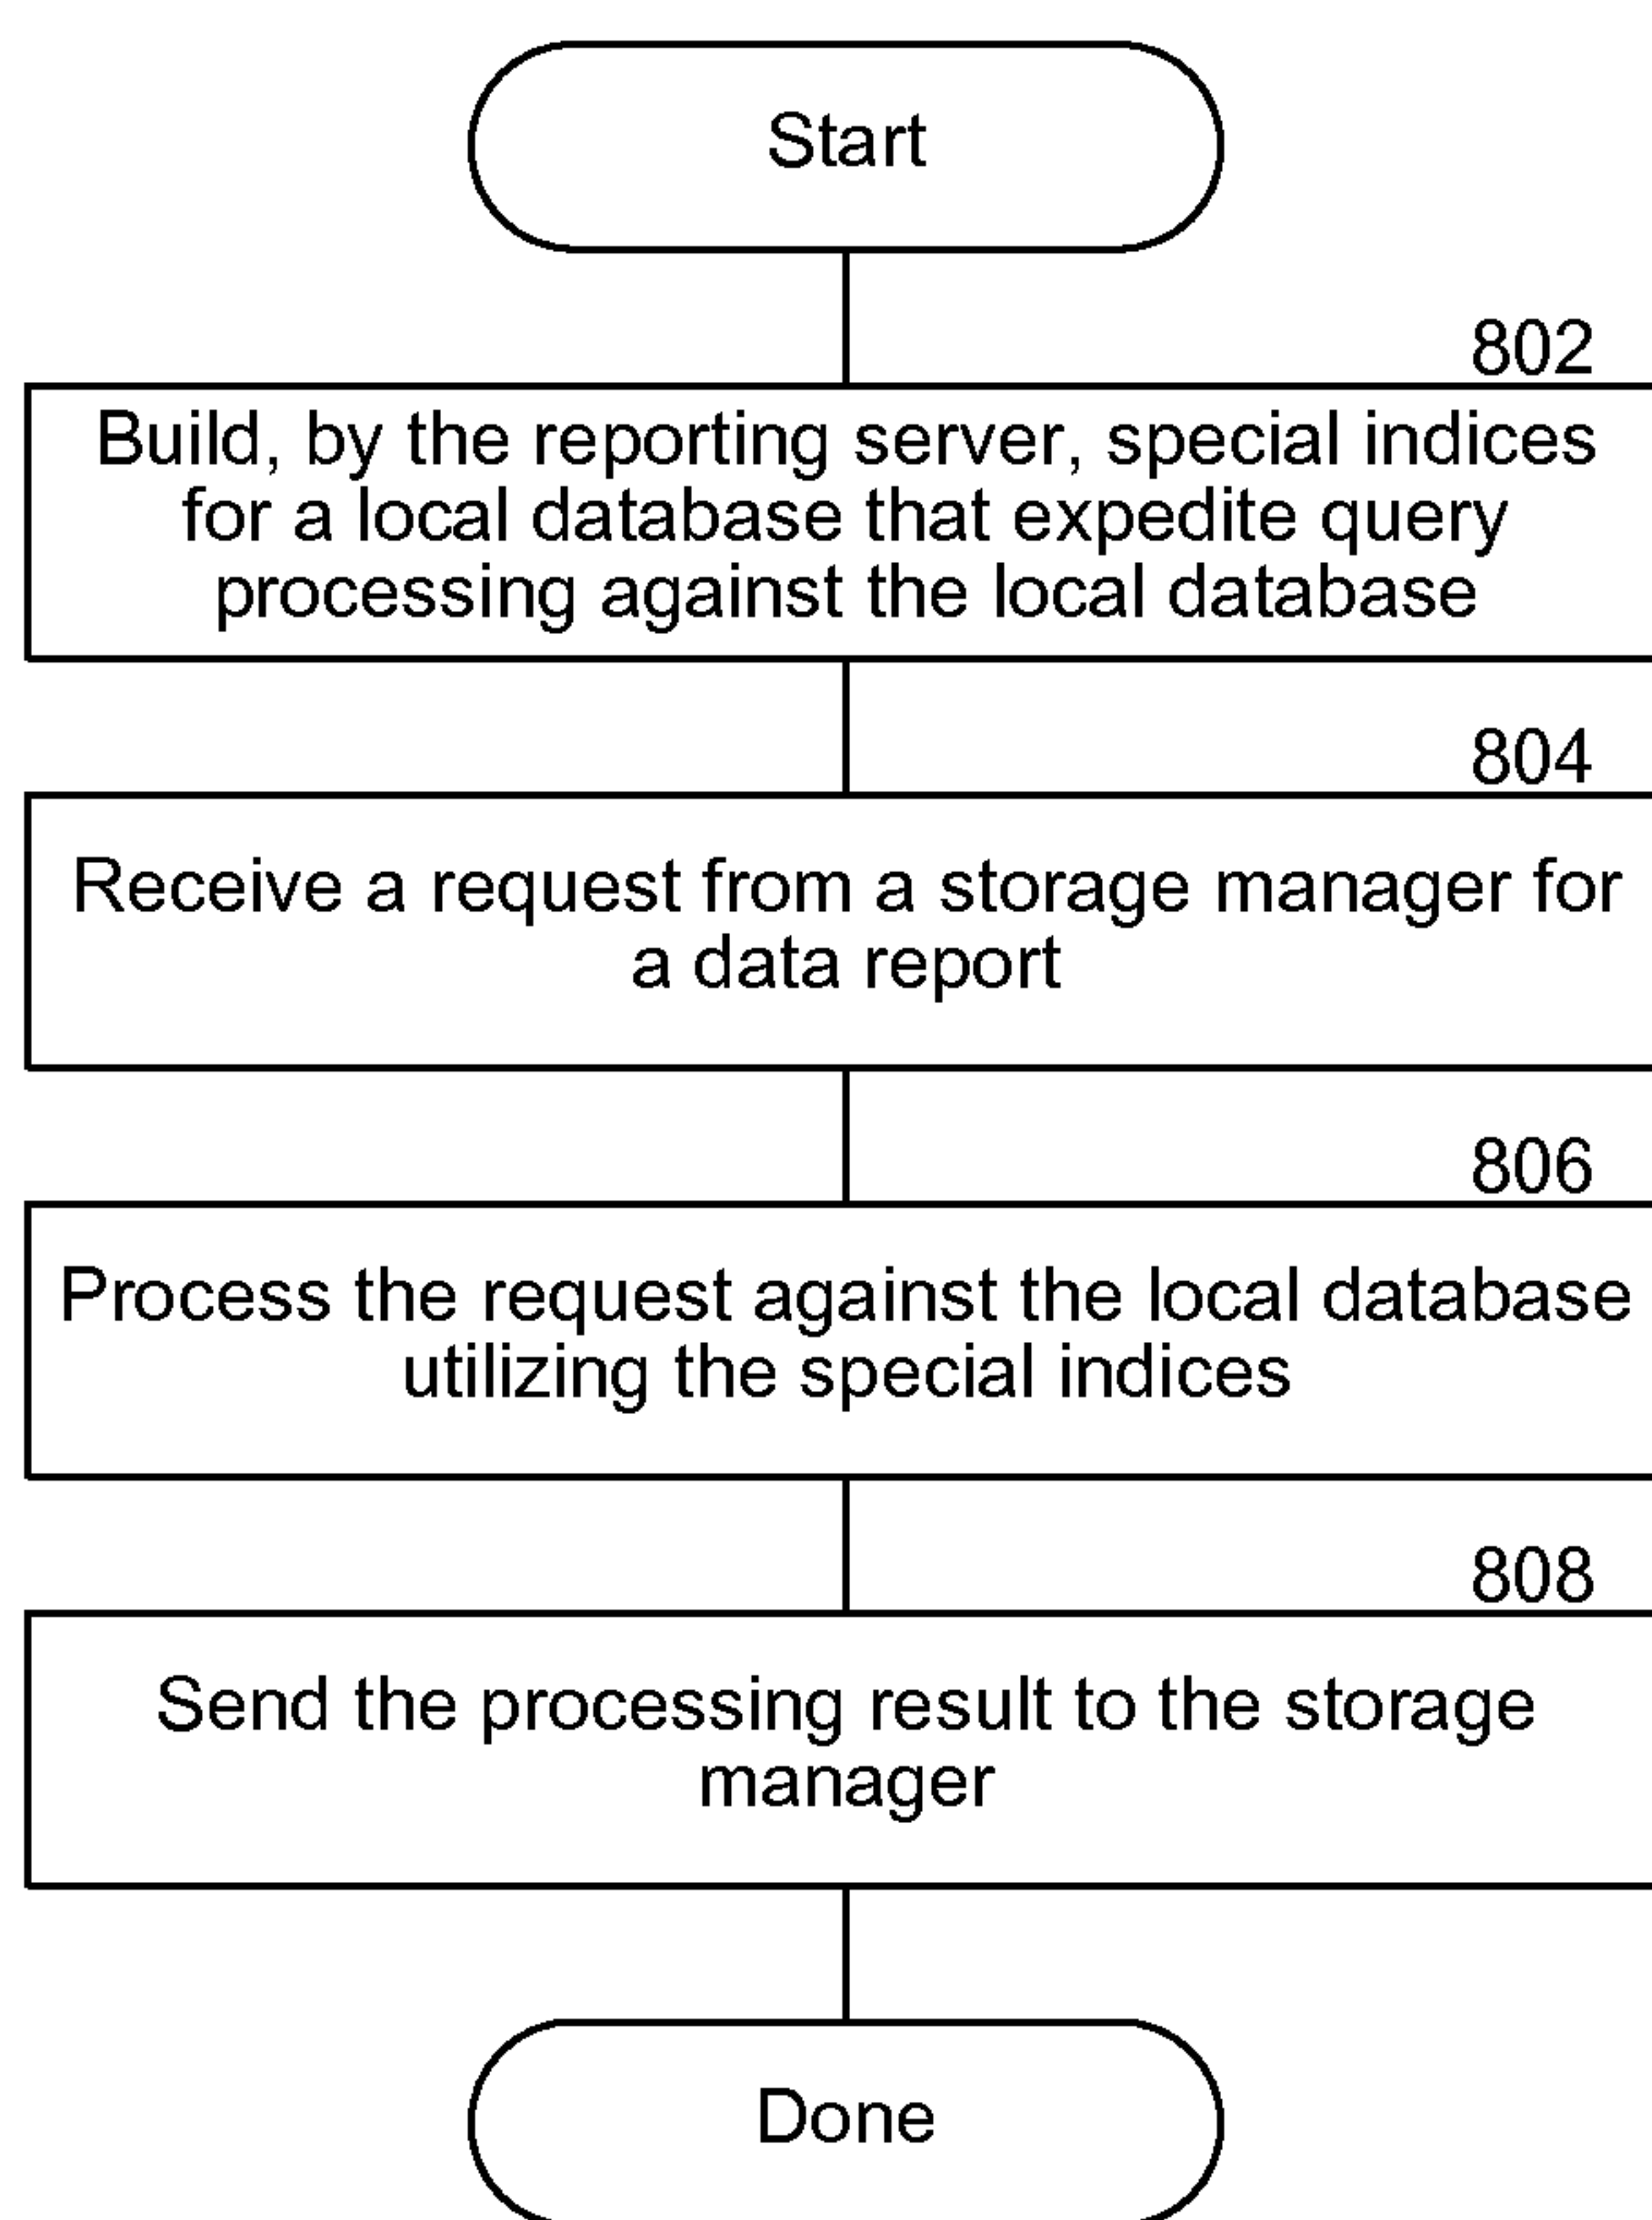 Start
802
Build, by the reporting server, special indices
for a local database that expedite query
processing against the local database
804
Receive a request from a storage manager for
a data report
806
Process the request against the local database
utilizing the special indices
808
Send the processing result to the storage
manager
Done